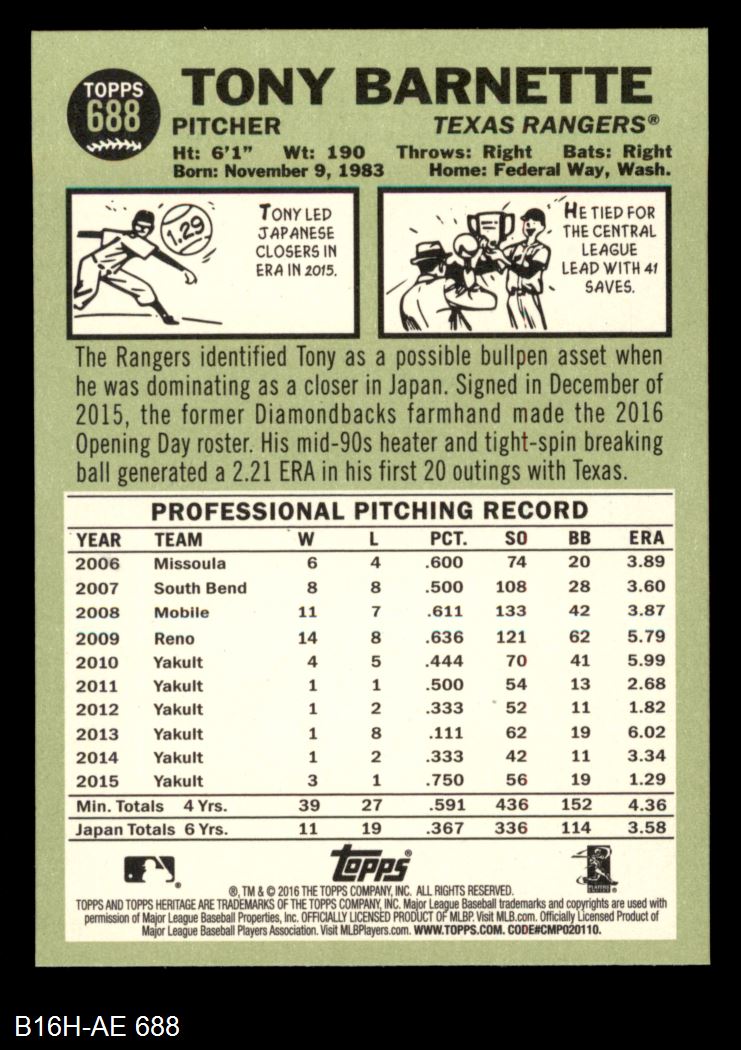 TOPPS
688
TONY BARNETTE
PITCHER TEXAS RANGERS®
Ht: 6'1" Wt: 190 Throws: Right Bats: Right
Born: November 9, 1983 Home: Federal Way, Wash.
1.29
TONY LED
JAPANESE
CLOSERS IN
ERA IN 2015.
HE TIED FOR
THE CENTRAL
LEAGUE
LEAD WITH 41
SAVES.
The Rangers identified Tony as a possible bullpen asset when
he was dominating as a closer in Japan. Signed in December of
2015, the former Diamondbacks farmhand made the 2016
Opening Day roster. His mid-90s heater and tight-spin breaking
ball generated a 2.21 ERA in his first 20 outings with Texas.
PROFESSIONAL PITCHING RECORD
YEAR TEAM W L PCT. SO BB ERA
2006 Missoula 6 4 .600 74 20 3.89
2007 South Bend 8 8 .500 108 28 3.60
2008 Mobile 11 7 .611 133 42 3.87
2009 Reno 14 8 .636 121 62 5.79
2010 Yakult 4 5 .444 70 41 5.99
2011 Yakult 1 1 .500 54 13 2.68
2012 Yakult 1 2 .333 52 11 1.82
2013 Yakult 1 8 .111 62 19 6.02
2014 Yakult 1 2 .333 42 11 3.34
2015 Yakult 3 1 .750 56 19 1.29
Min. Totals 4 Yrs. 39 27 .591 436 152 4.36
Japan Totals 6 Yrs. 11 19 .367 336 114 3.58
topps®
®, TM & © 2016 THE TOPPS COMPANY, INC. ALL RIGHTS RESERVED.
TOPPS AND TOPPS HERITAGE ARE TRADEMARKS OF THE TOPPS COMPANY, INC. Major League Baseball trademarks and copyrights are used with
permission of Major League Baseball Properties, Inc. OFFICIALLY LICENSED PRODUCT OF MLBP. Visit MLB.com. Officially Licensed Product of
Major League Baseball Players Association. Visit MLBPlayers.com. WWW.TOPPS.COM. CODE#CMP020110.
B16H-AE 688